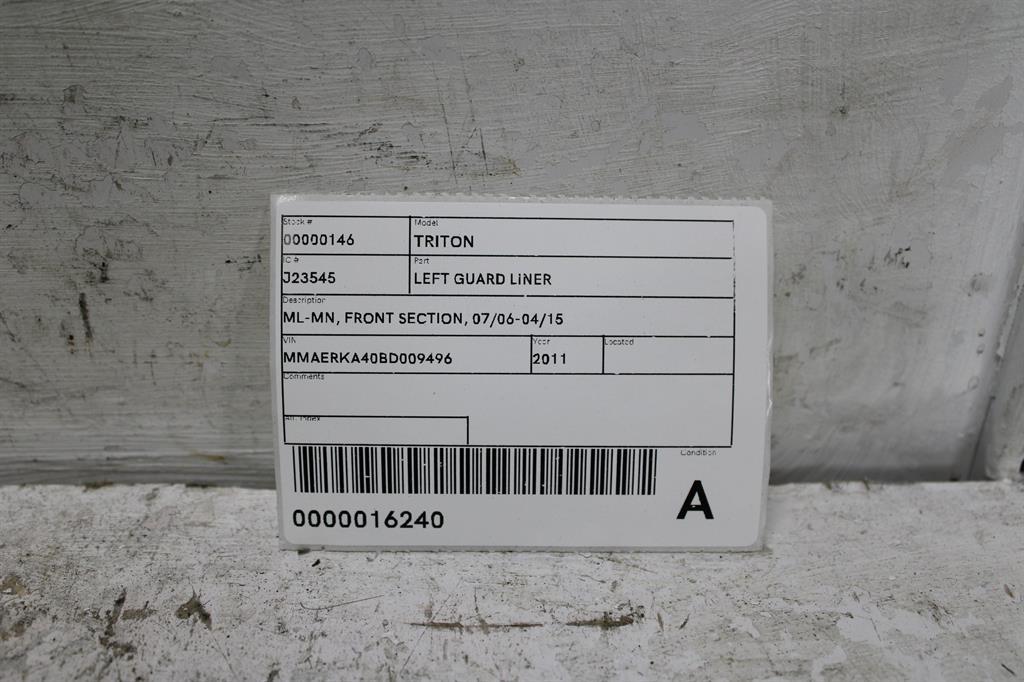 Stock # Model
00000146 TRITON
IC # Part
J23545 LEFT GUARD LINER
Description
ML-MN, FRONT SECTION, 07/06-04/15
VIN Year Located
MMAERKA40BD009496 2011
Comments
Condition
0000016240 A